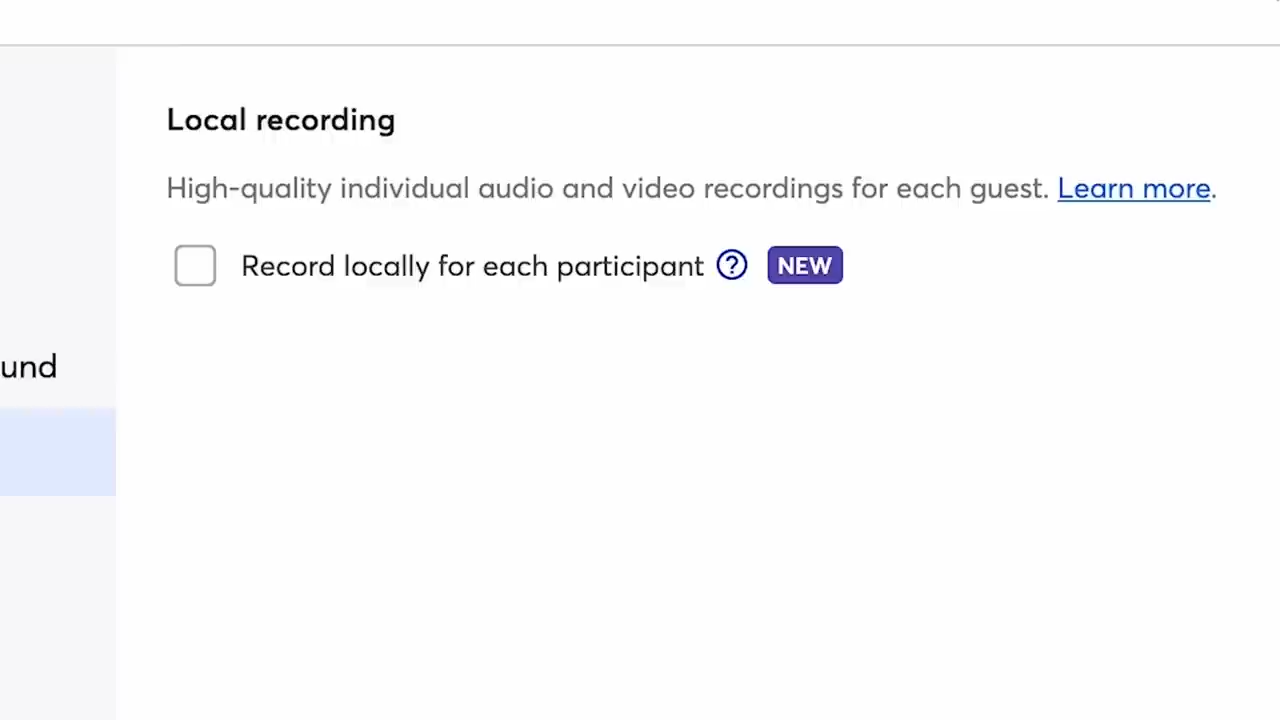 Local recording
High-quality individual audio and video recordings for each guest. Learn more.
Record locally for each participant ? NEW
und